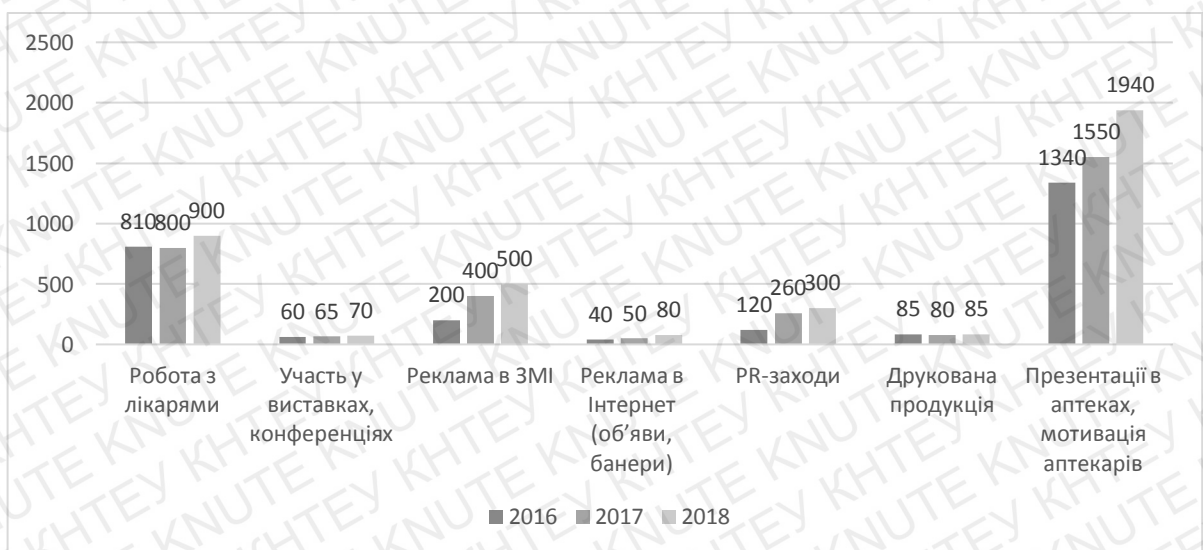 2500
2000
1500
1000
500
0
810 800 900
60 65 70
200 400 500
40 50 80
120 260 300
85 80 85
1340 1550 1940
Робота з
лікарями
Участь у
виставках,
конференціях
Реклама в ЗМІ
Реклама в
Інтернет
(об’яви,
банери)
PR-заходи
Друкована
продукція
Презентації в
аптеках,
мотивація
аптекарів
2016 2017 2018
KNUTE КНТЕУ